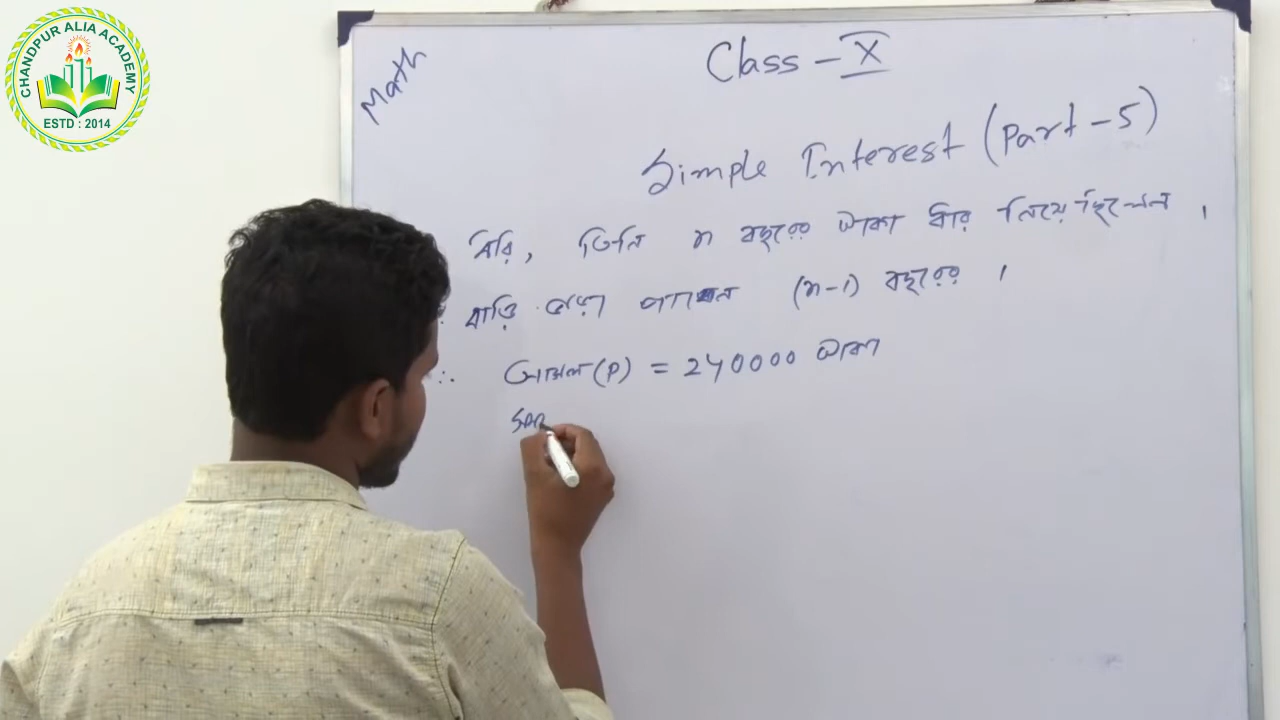 CHANDPUR ALIA ACADEMY
ESTD : 2014
Math
Class - X
Simple Interest (Part - 5)
ধরি, তিনি n বছরের টাকা ধার নিয়েছিলেন ।
বাড়ি ভাড়া পাবেন (n-1) বছরের ।
∴ আসল (P) = 240000 টাকা